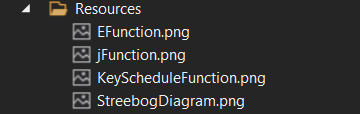 Resources
EFunction.png
jFunction.png
KeyScheduleFunction.png
StreebogDiagram.png